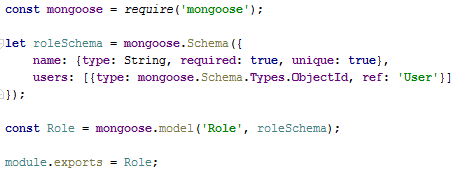 const mongoose = require('mongoose');
let roleSchema = mongoose.Schema({
name: {type: String, required: true, unique: true},
users: [{type: mongoose.Schema.Types.ObjectId, ref: 'User'}]
});
const Role = mongoose.model('Role', roleSchema);
module.exports = Role;